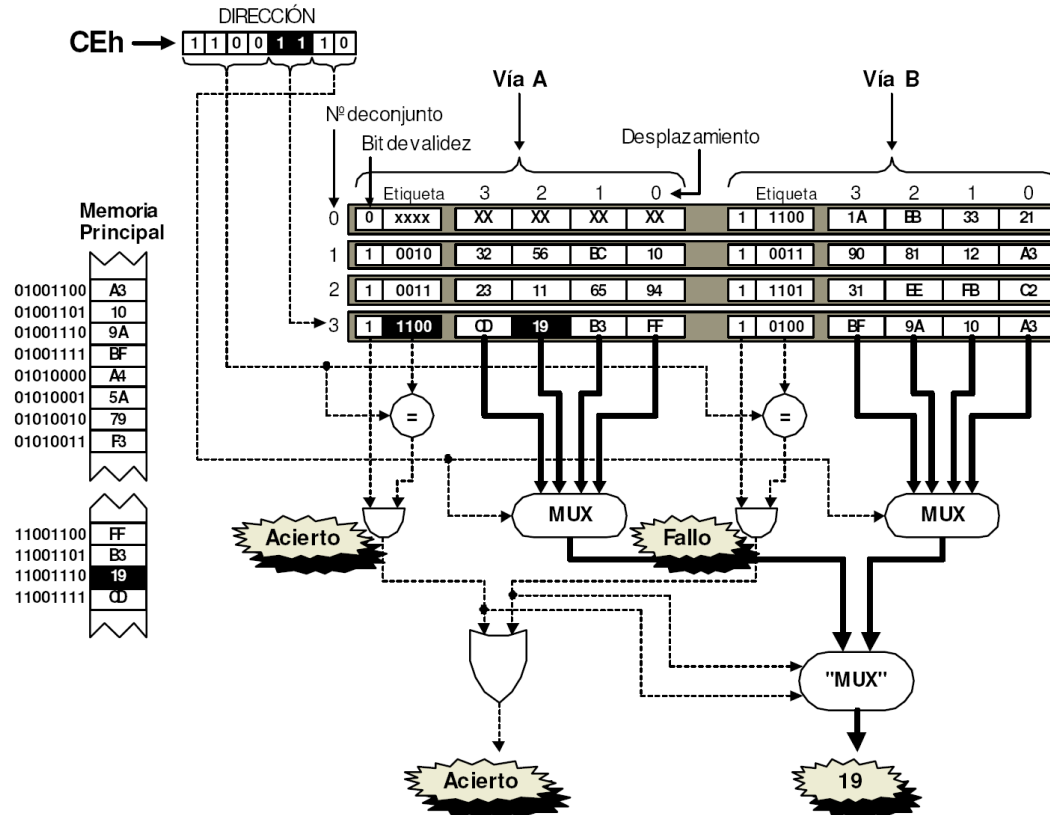 DIRECCIÓN
CEh
1 1 0 0 1 1 1 0
Vía A
Vía B
Nº de conjunto
Bit de validez
Desplazamiento
Etiqueta 3 2 1 0
Etiqueta 3 2 1 0
0 0 xxxx XX XX XX XX 1 1100 1A BB 33 21
1 1 0010 32 56 BC 10 1 0011 90 81 12 A3
2 1 0011 23 11 65 94 1 1101 31 EE FB C2
3 1 1100 CD 19 B3 FF 1 0100 BF 9A 10 A3
Memoria
Principal
01001100 A3
01001101 10
01001110 9A
01001111 BF
01010000 A4
01010001 5A
01010010 79
01010011 F3
11001100 FF
11001101 B3
11001110 19
11001111 CD
=
=
MUX
MUX
Acierto
Fallo
"MUX"
Acierto
19